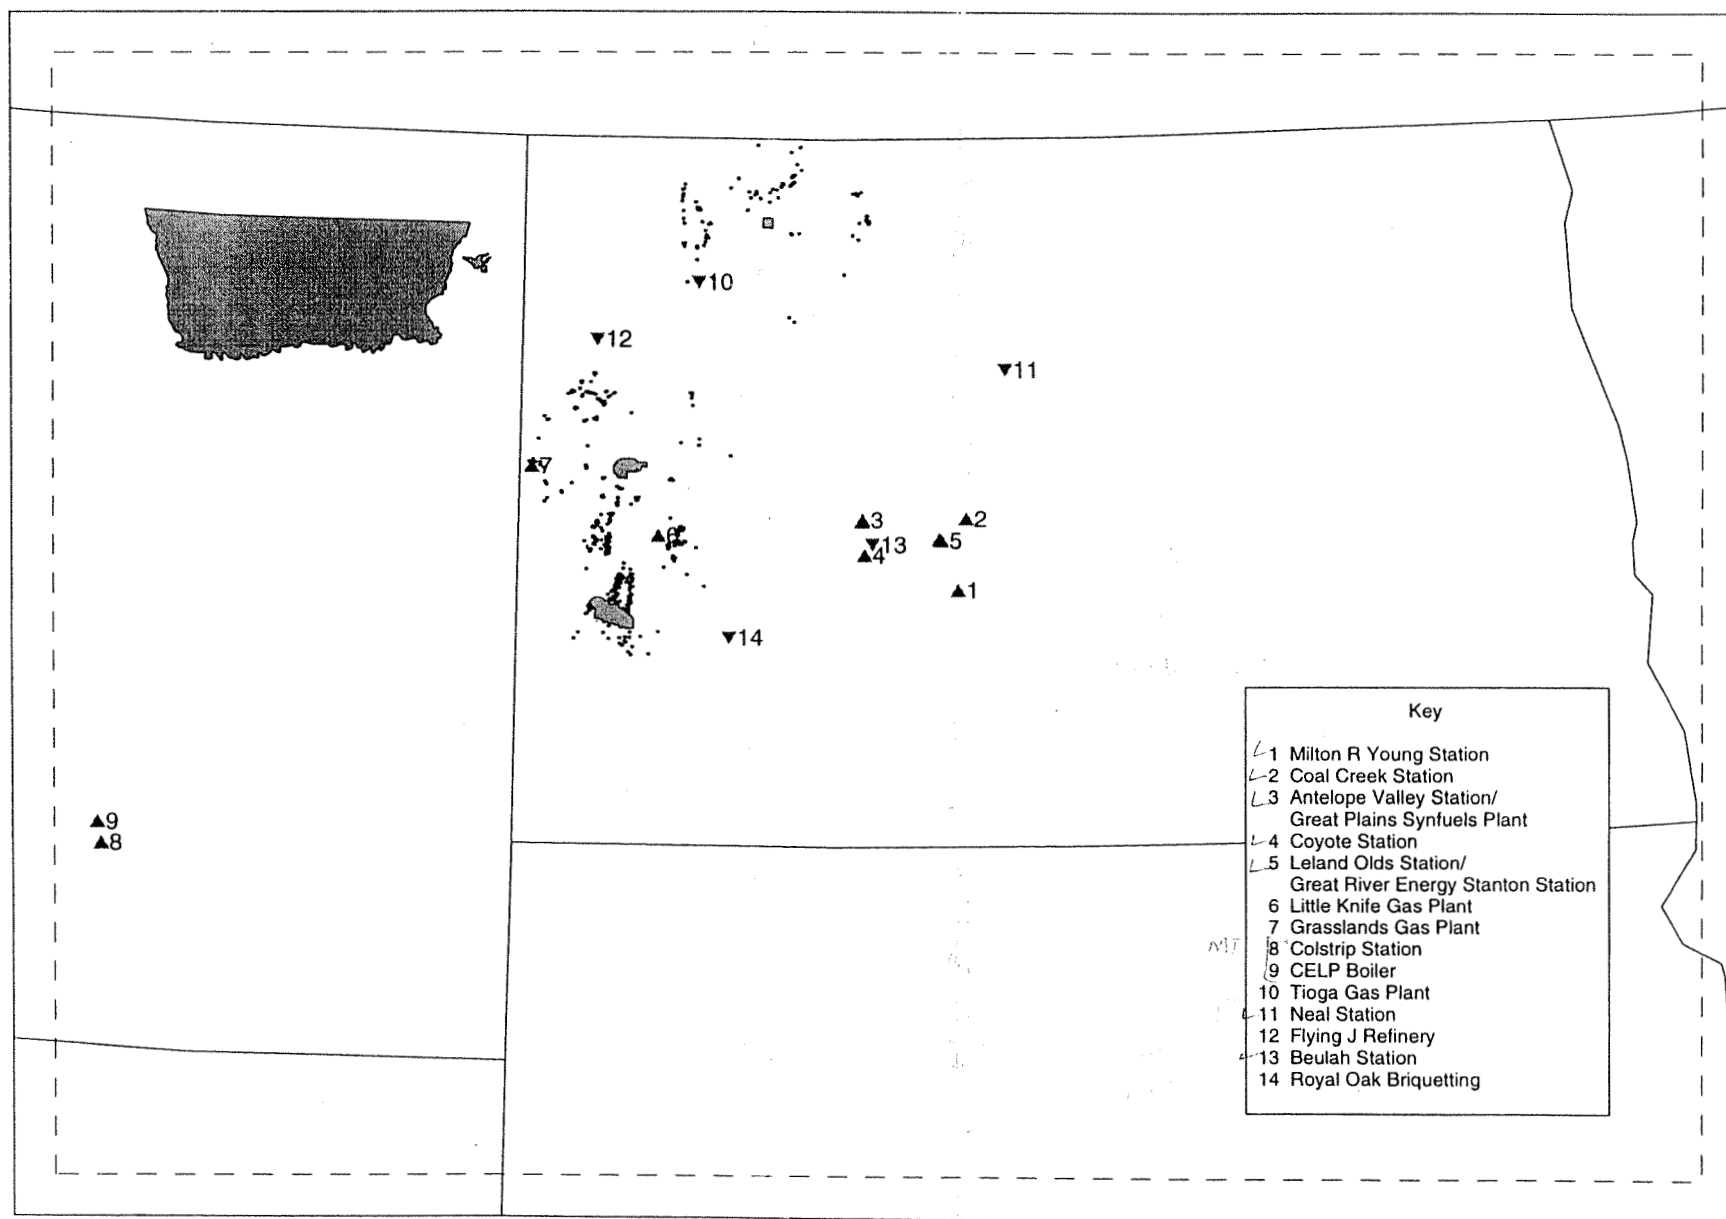 10
12
11
7
3
2
6
13
5
4
1
14
9
8
Key
1 Milton R Young Station
2 Coal Creek Station
3 Antelope Valley Station/
Great Plains Synfuels Plant
4 Coyote Station
5 Leland Olds Station/
Great River Energy Stanton Station
6 Little Knife Gas Plant
7 Grasslands Gas Plant
MT 8 Colstrip Station
9 CELP Boiler
10 Tioga Gas Plant
11 Neal Station
12 Flying J Refinery
13 Beulah Station
14 Royal Oak Briquetting